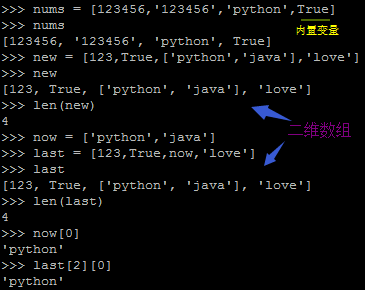 >>> nums = [123456,'123456','python',True]
>>> nums
内置变量
[123456, '123456', 'python', True]
>>> new = [123,True,['python','java'],'love']
>>> new
[123, True, ['python', 'java'], 'love']
>>> len(new)
4
二维数组
>>> now = ['python','java']
>>> last = [123,True,now,'love']
>>> last
[123, True, ['python', 'java'], 'love']
>>> len(last)
4
>>> now[0]
'python'
>>> last[2][0]
'python'